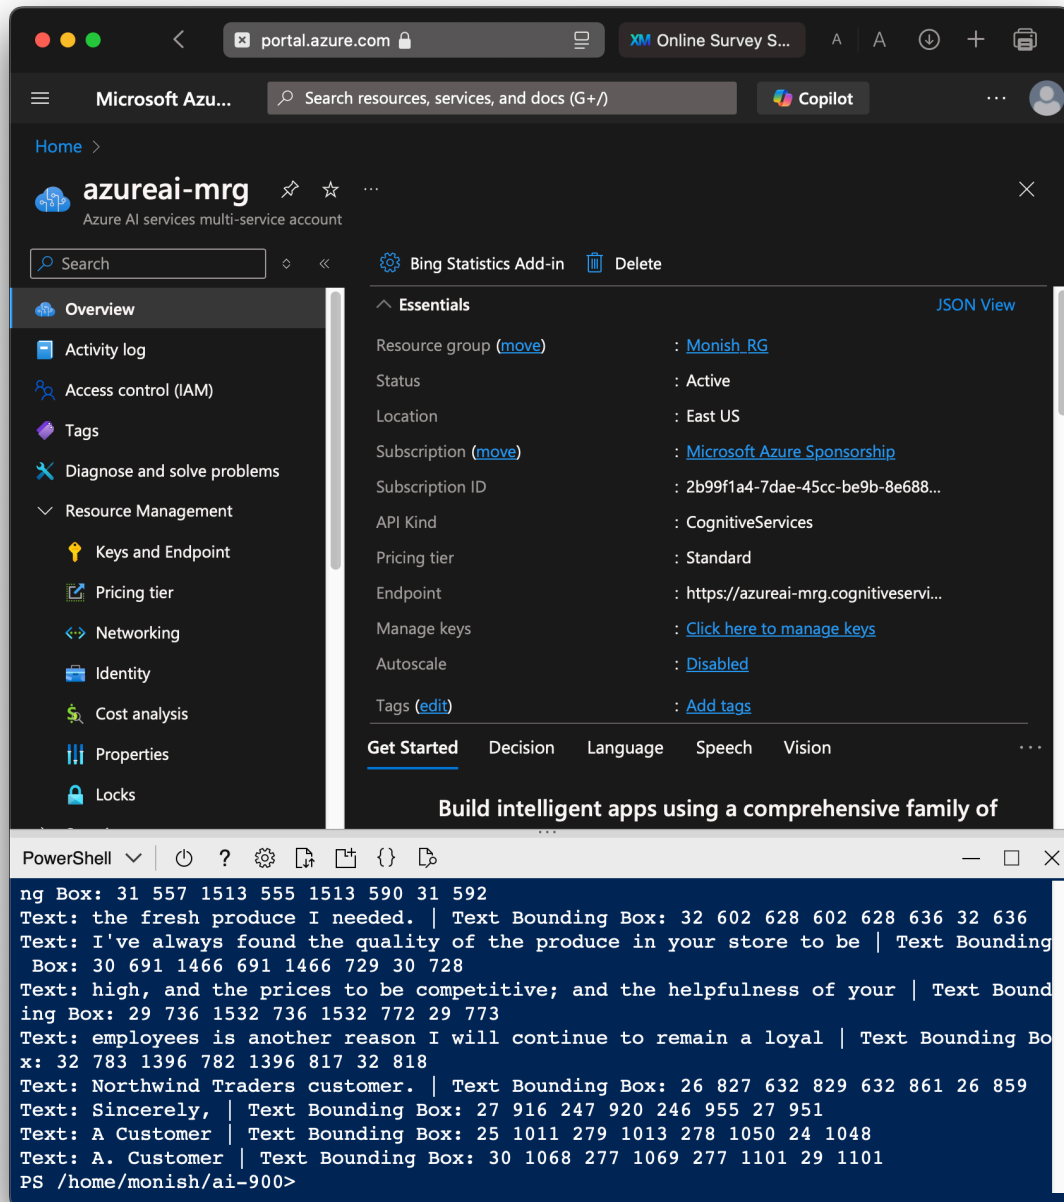 portal.azure.com
XM Online Survey S...
A A
Microsoft Azu...
Search resources, services, and docs (G+/)
Copilot
...
Home >
azureai-mrg
...
Azure AI services multi-service account
Search
Bing Statistics Add-in
Delete
Overview
Activity log
Access control (IAM)
Tags
Diagnose and solve problems
Resource Management
Keys and Endpoint
Pricing tier
Networking
Identity
Cost analysis
Properties
Locks
Essentials
JSON View
Resource group (move) : Monish_RG
Status : Active
Location : East US
Subscription (move) : Microsoft Azure Sponsorship
Subscription ID : 2b99f1a4-7dae-45cc-be9b-8e688...
API Kind : CognitiveServices
Pricing tier : Standard
Endpoint : https://azureai-mrg.cognitiveservi...
Manage keys : Click here to manage keys
Autoscale : Disabled
Tags (edit) : Add tags
Get Started Decision Language Speech Vision ...
Build intelligent apps using a comprehensive family of
PowerShell ? {}
ng Box: 31 557 1513 555 1513 590 31 592
Text: the fresh produce I needed. | Text Bounding Box: 32 602 628 602 628 636 32 636
Text: I've always found the quality of the produce in your store to be | Text Bounding
Box: 30 691 1466 691 1466 729 30 728
Text: high, and the prices to be competitive; and the helpfulness of your | Text Bound
ing Box: 29 736 1532 736 1532 772 29 773
Text: employees is another reason I will continue to remain a loyal | Text Bounding Bo
x: 32 783 1396 782 1396 817 32 818
Text: Northwind Traders customer. | Text Bounding Box: 26 827 632 829 632 861 26 859
Text: Sincerely, | Text Bounding Box: 27 916 247 920 246 955 27 951
Text: A Customer | Text Bounding Box: 25 1011 279 1013 278 1050 24 1048
Text: A. Customer | Text Bounding Box: 30 1068 277 1069 277 1101 29 1101
PS /home/monish/ai-900>